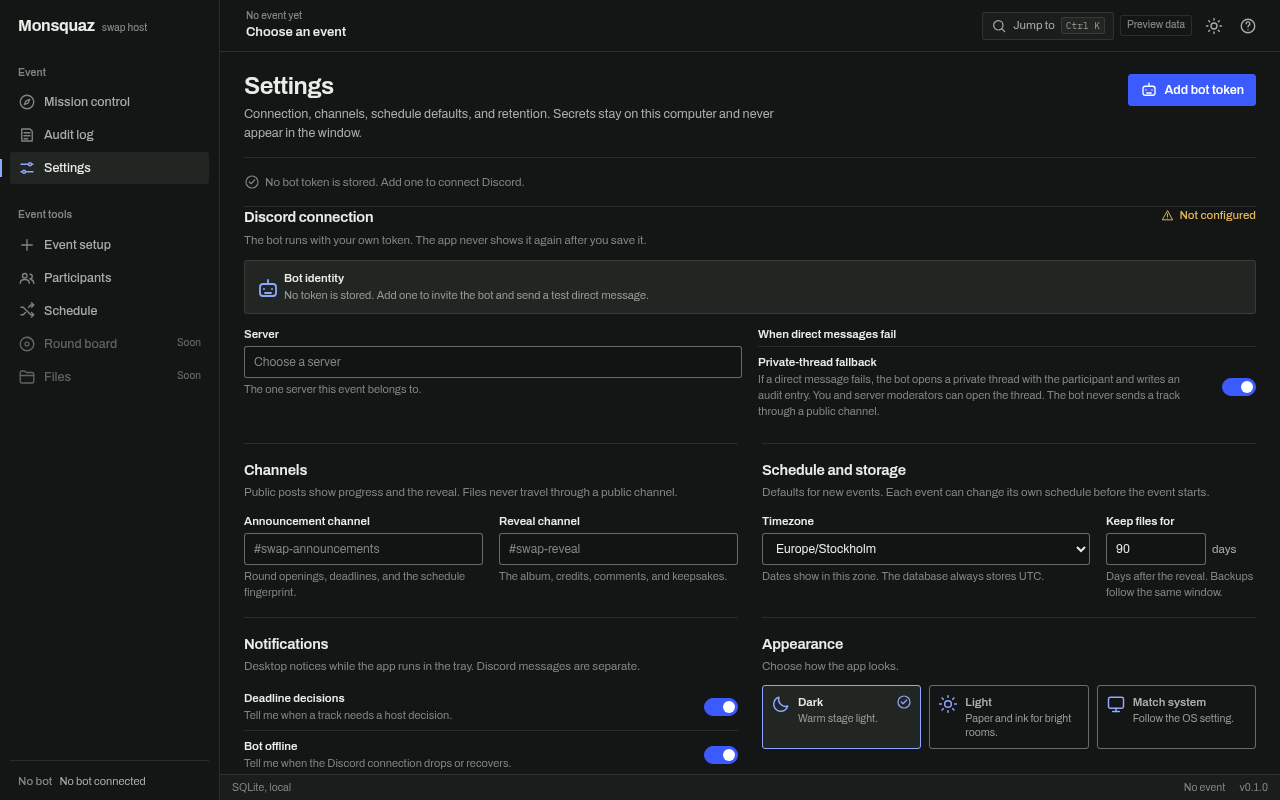 Monsquaz swap host
Event
Mission control
Audit log
Settings
Event tools
Event setup
Participants
Schedule
Round board Soon
Files Soon
No bot No bot connected
No event yet
Choose an event
Jump to Ctrl K
Preview data
Settings
Connection, channels, schedule defaults, and retention. Secrets stay on this computer and never
appear in the window.
Add bot token
No bot token is stored. Add one to connect Discord.
Discord connection
Not configured
The bot runs with your own token. The app never shows it again after you save it.
Bot identity
No token is stored. Add one to invite the bot and send a test direct message.
Server
Choose a server
The one server this event belongs to.
When direct messages fail
Private-thread fallback
If a direct message fails, the bot opens a private thread with the participant and writes an
audit entry. You and server moderators can open the thread. The bot never sends a track
through a public channel.
Channels
Public posts show progress and the reveal. Files never travel through a public channel.
Announcement channel
#swap-announcements
Round openings, deadlines, and the schedule
fingerprint.
Reveal channel
#swap-reveal
The album, credits, comments, and keepsakes.
Schedule and storage
Defaults for new events. Each event can change its own schedule before the event starts.
Timezone
Europe/Stockholm
Dates show in this zone. The database always stores UTC.
Keep files for
90 days
Days after the reveal. Backups
follow the same window.
Notifications
Desktop notices while the app runs in the tray. Discord messages are separate.
Deadline decisions
Tell me when a track needs a host decision.
Bot offline
Tell me when the Discord connection drops or recovers.
Appearance
Choose how the app looks.
Dark
Warm stage light.
Light
Paper and ink for bright
rooms.
Match system
Follow the OS setting.
SQLite, local
No event v0.1.0